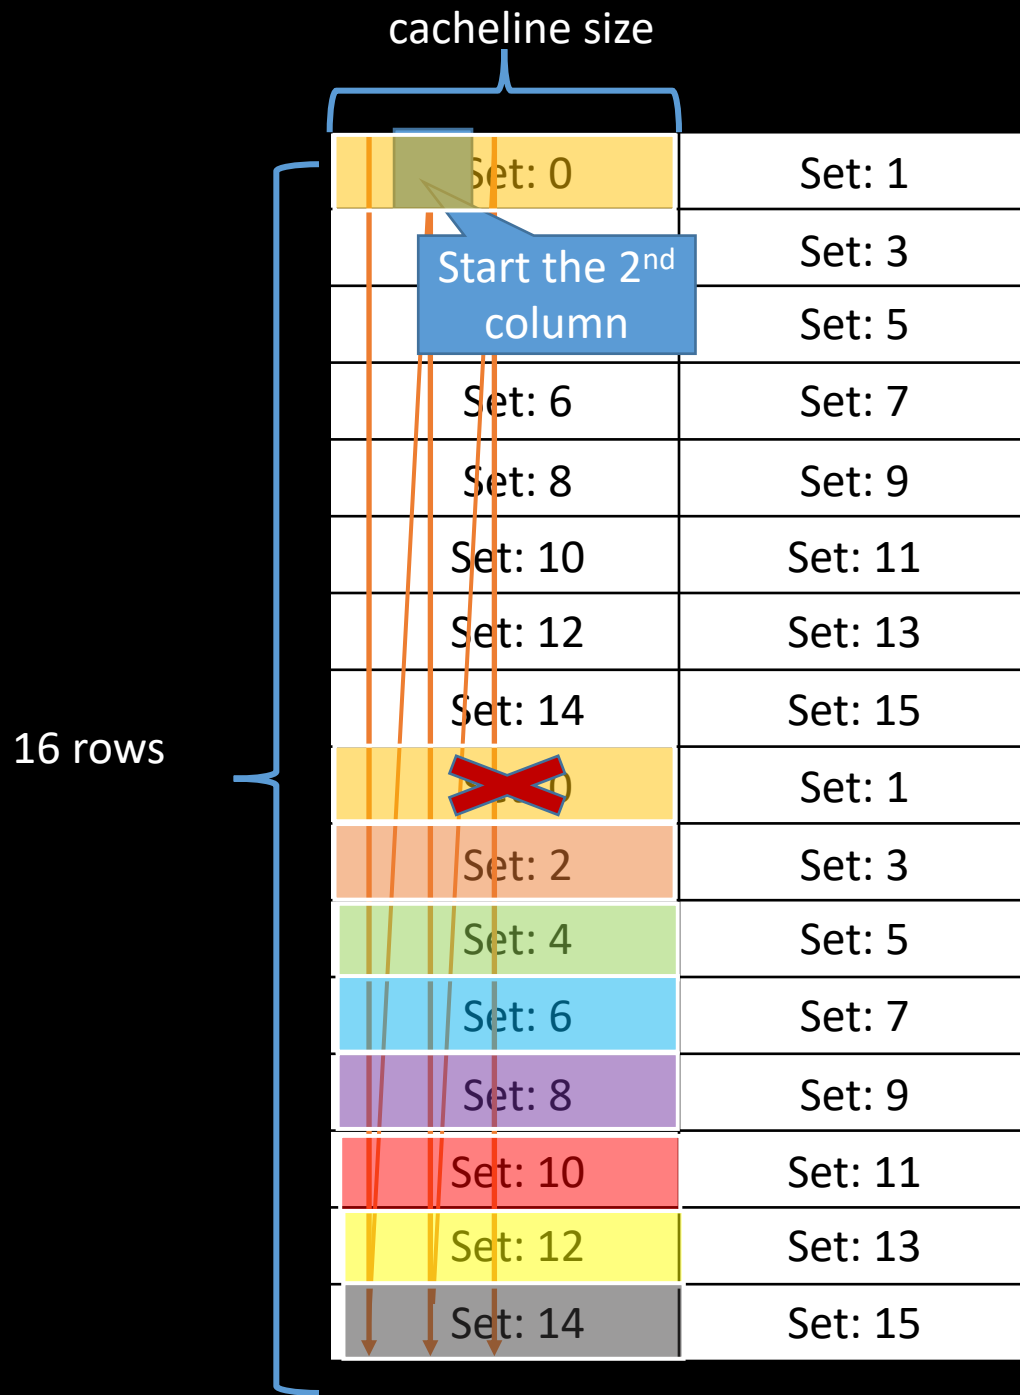 cacheline size
Set: 0 Set: 1
Start the 2nd
column
Set: 3
Set: 5
Set: 6 Set: 7
Set: 8 Set: 9
Set: 10 Set: 11
Set: 12 Set: 13
Set: 14 Set: 15
16 rows
Set: 1
Set: 2 Set: 3
Set: 4 Set: 5
Set: 6 Set: 7
Set: 8 Set: 9
Set: 10 Set: 11
Set: 12 Set: 13
Set: 14 Set: 15